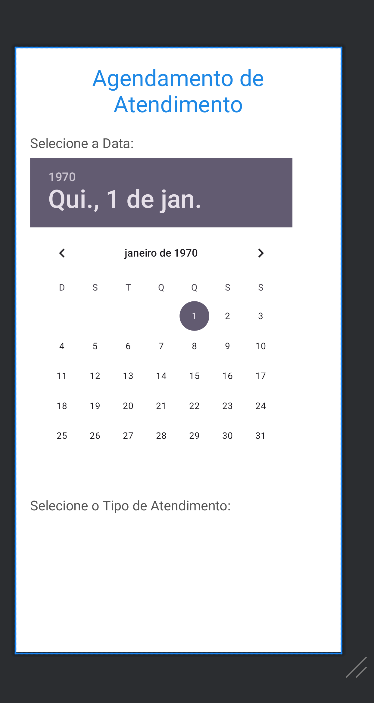 Agendamento de
Atendimento
Selecione a Data:
1970
Qui., 1 de jan.
janeiro de 1970
D S T Q Q S S
1 2 3
4 5 6 7 8 9 10
11 12 13 14 15 16 17
18 19 20 21 22 23 24
25 26 27 28 29 30 31
Selecione o Tipo de Atendimento: